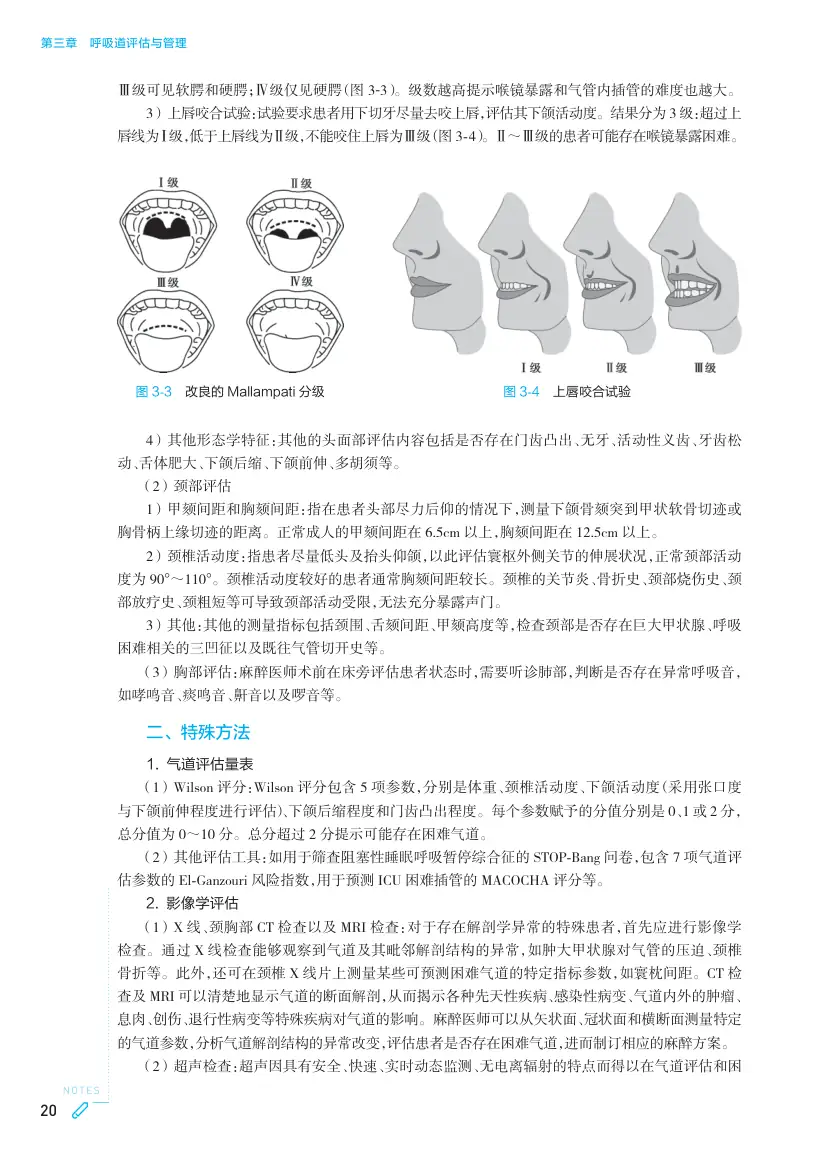 第三章 呼吸道评估与管理
Ⅲ级可见软腭和硬腭;Ⅳ级仅见硬腭(图 3-3)。级数越高提示喉镜暴露和气管内插管的难度也越大。
3)上唇咬合试验:试验要求患者用下切牙尽量去咬上唇,评估其下颌活动度。结果分为 3 级:超过上
唇线为Ⅰ级,低于上唇线为Ⅱ级,不能咬住上唇为Ⅲ级(图 3-4)。Ⅱ～Ⅲ级的患者可能存在喉镜暴露困难。
Ⅰ级 Ⅱ级
Ⅲ级 Ⅳ级
Ⅰ级 Ⅱ级 Ⅲ级
图 3-3 改良的 Mallampati 分级
图 3-4 上唇咬合试验
4)其他形态学特征:其他的头面部评估内容包括是否存在门齿凸出、无牙、活动性义齿、牙齿松
动、舌体肥大、下颌后缩、下颌前伸、多胡须等。
(2)颈部评估
1)甲颏间距和胸颏间距:指在患者头部尽力后仰的情况下,测量下颌骨颏突到甲状软骨切迹或
胸骨柄上缘切迹的距离。正常成人的甲颏间距在 6.5cm 以上,胸颏间距在 12.5cm 以上。
2)颈椎活动度:指患者尽量低头及抬头仰颌,以此评估寰枢外侧关节的伸展状况,正常颈部活动
度为 90°～110°。颈椎活动度较好的患者通常胸颏间距较长。颈椎的关节炎、骨折史、颈部烧伤史、颈
部放疗史、颈粗短等可导致颈部活动受限,无法充分暴露声门。
3)其他:其他的测量指标包括颈围、舌颏间距、甲颏高度等,检查颈部是否存在巨大甲状腺、呼吸
困难相关的三凹征以及既往气管切开史等。
(3)胸部评估:麻醉医师术前在床旁评估患者状态时,需要听诊肺部,判断是否存在异常呼吸音,
如哮鸣音、痰鸣音、鼾音以及啰音等。
二、特殊方法
1. 气道评估量表
(1)Wilson 评分:Wilson 评分包含 5 项参数,分别是体重、颈椎活动度、下颌活动度(采用张口度
与下颌前伸程度进行评估)、下颌后缩程度和门齿凸出程度。每个参数赋予的分值分别是 0、1 或 2 分,
总分值为 0～10 分。总分超过 2 分提示可能存在困难气道。
(2)其他评估工具:如用于筛查阻塞性睡眠呼吸暂停综合征的 STOP-Bang 问卷,包含 7 项气道评
估参数的 El-Ganzouri 风险指数,用于预测 ICU 困难插管的 MACOCHA 评分等。
2. 影像学评估
(1)X 线、颈胸部 CT 检查以及 MRI 检查:对于存在解剖学异常的特殊患者,首先应进行影像学
检查。通过 X 线检查能够观察到气道及其毗邻解剖结构的异常,如肿大甲状腺对气管的压迫、颈椎
骨折等。此外,还可在颈椎 X 线片上测量某些可预测困难气道的特定指标参数,如寰枕间距。CT 检
查及 MRI 可以清楚地显示气道的断面解剖,从而揭示各种先天性疾病、感染性病变、气道内外的肿瘤、
息肉、创伤、退行性病变等特殊疾病对气道的影响。麻醉医师可以从矢状面、冠状面和横断面测量特定
的气道参数,分析气道解剖结构的异常改变,评估患者是否存在困难气道,进而制订相应的麻醉方案。
(2)超声检查:超声因具有安全、快速、实时动态监测、无电离辐射的特点而得以在气道评估和困
NOTES
20